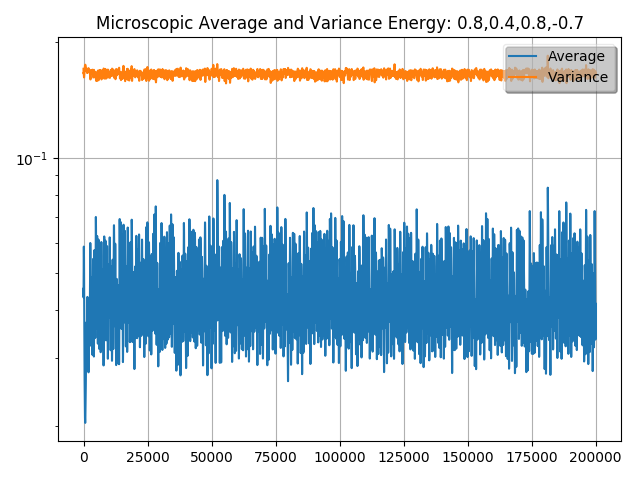 Microscopic Average and Variance Energy: 0.8,0.4,0.8,-0.7
Average
Variance
10⁻¹
0 25000 50000 75000 100000 125000 150000 175000 200000